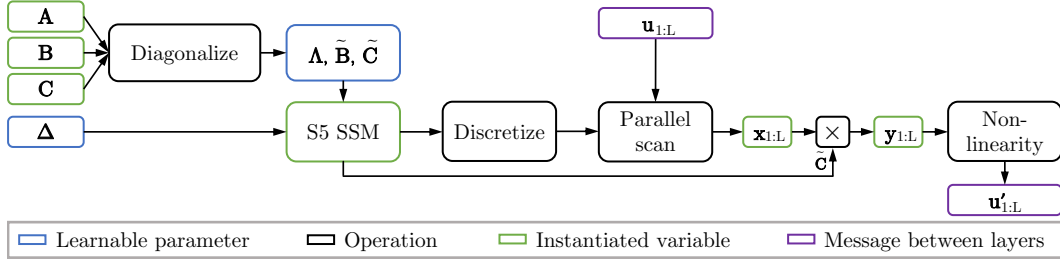 A
B
C
Δ
Diagonalize
Λ, B̃, C̃
S5 SSM
Discretize
u₁:L
Parallel
scan
x₁:L
×
C̃
y₁:L
Non-
linearity
u′₁:L
Learnable parameter
Operation
Instantiated variable
Message between layers